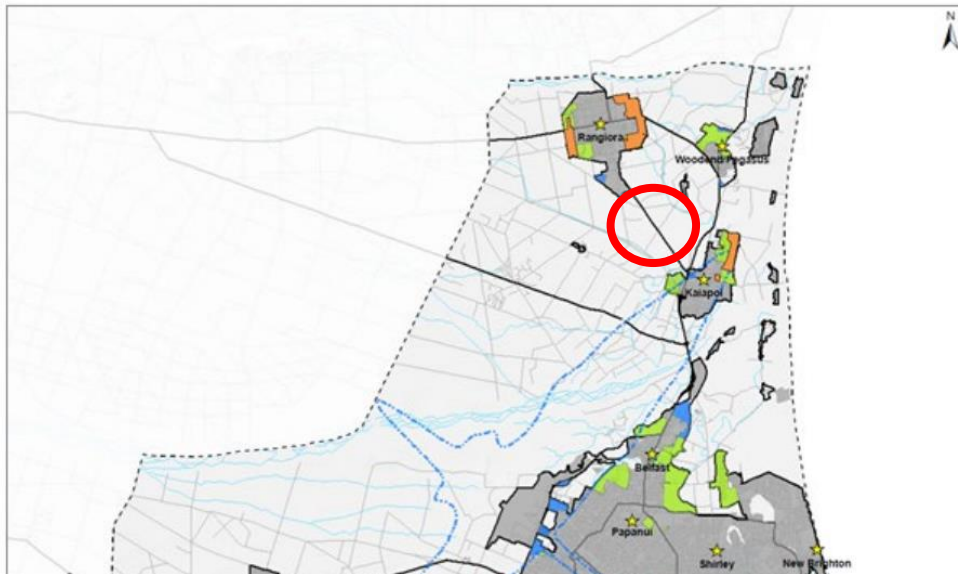 N
Rangiora
Woodend Pegasus
Kaiapoi
Belfast
Papanui
Shirley
New Brighton